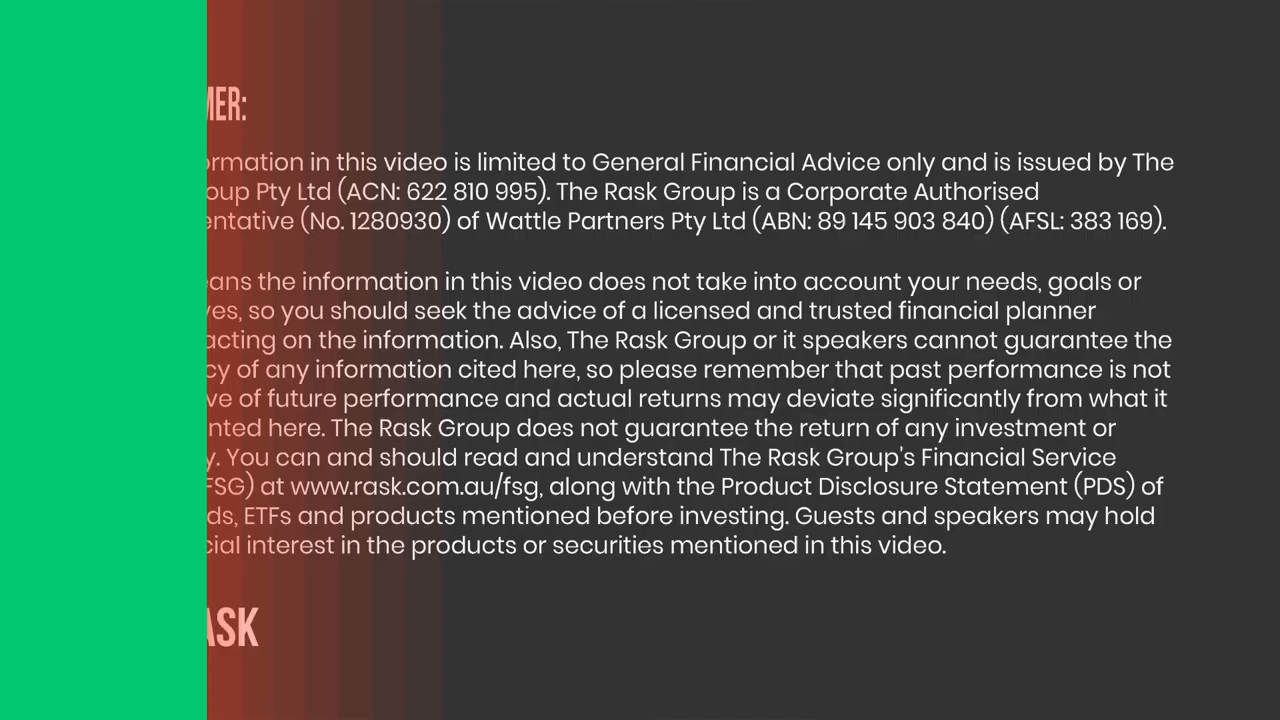 MER:
ormation in this video is limited to General Financial Advice only and is issued by The
oup Pty Ltd (ACN: 622 810 995). The Rask Group is a Corporate Authorised
entative (No. 1280930) of Wattle Partners Pty Ltd (ABN: 89 145 903 840) (AFSL: 383 169).
eans the information in this video does not take into account your needs, goals or
ves, so you should seek the advice of a licensed and trusted financial planner
acting on the information. Also, The Rask Group or it speakers cannot guarantee the
cy of any information cited here, so please remember that past performance is not
ve of future performance and actual returns may deviate significantly from what it
nted here. The Rask Group does not guarantee the return of any investment or
y. You can and should read and understand The Rask Group's Financial Service
FSG) at www.rask.com.au/fsg, along with the Product Disclosure Statement (PDS) of
ds, ETFs and products mentioned before investing. Guests and speakers may hold
cial interest in the products or securities mentioned in this video.
ASK